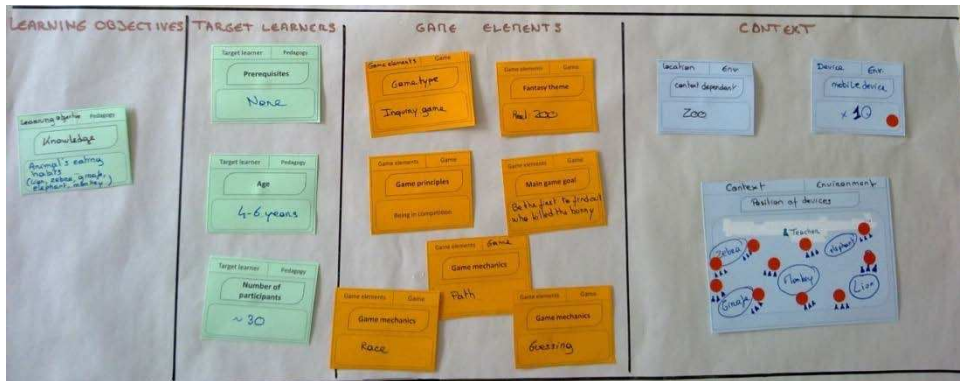 LEARNING OBJECTIVES
Learning objective Pedagogy
Knowledge
Animal's eating
habits
(lion, zebra, giraffe,
elephant, monkey)
TARGET LEARNERS
Target learner Pedagogy
Prerequisites
None
Target learner Pedagogy
Age
4-6 years
Target learner Pedagogy
Number of
participants
~ 30
GAME ELEMENTS
Game elements Game
Game type
Inquiry game
Game elements Game
Fantasy theme
Real: ZOO
Game elements Game
Game principles
Being in competition
Game elements Game
Main game goal
Be the first to find out
who killed the bunny
Game elements Game
Game mechanics
Path
Game elements Game
Game mechanics
Race
Game elements Game
Game mechanics
Guessing
CONTEXT
Location Env
context dependant
Zoo
Device Env.
mobile device
× 10
Context Environment
Position of devices
Teacher
Zebra
elephant
Monkey
Giraffe
Lion